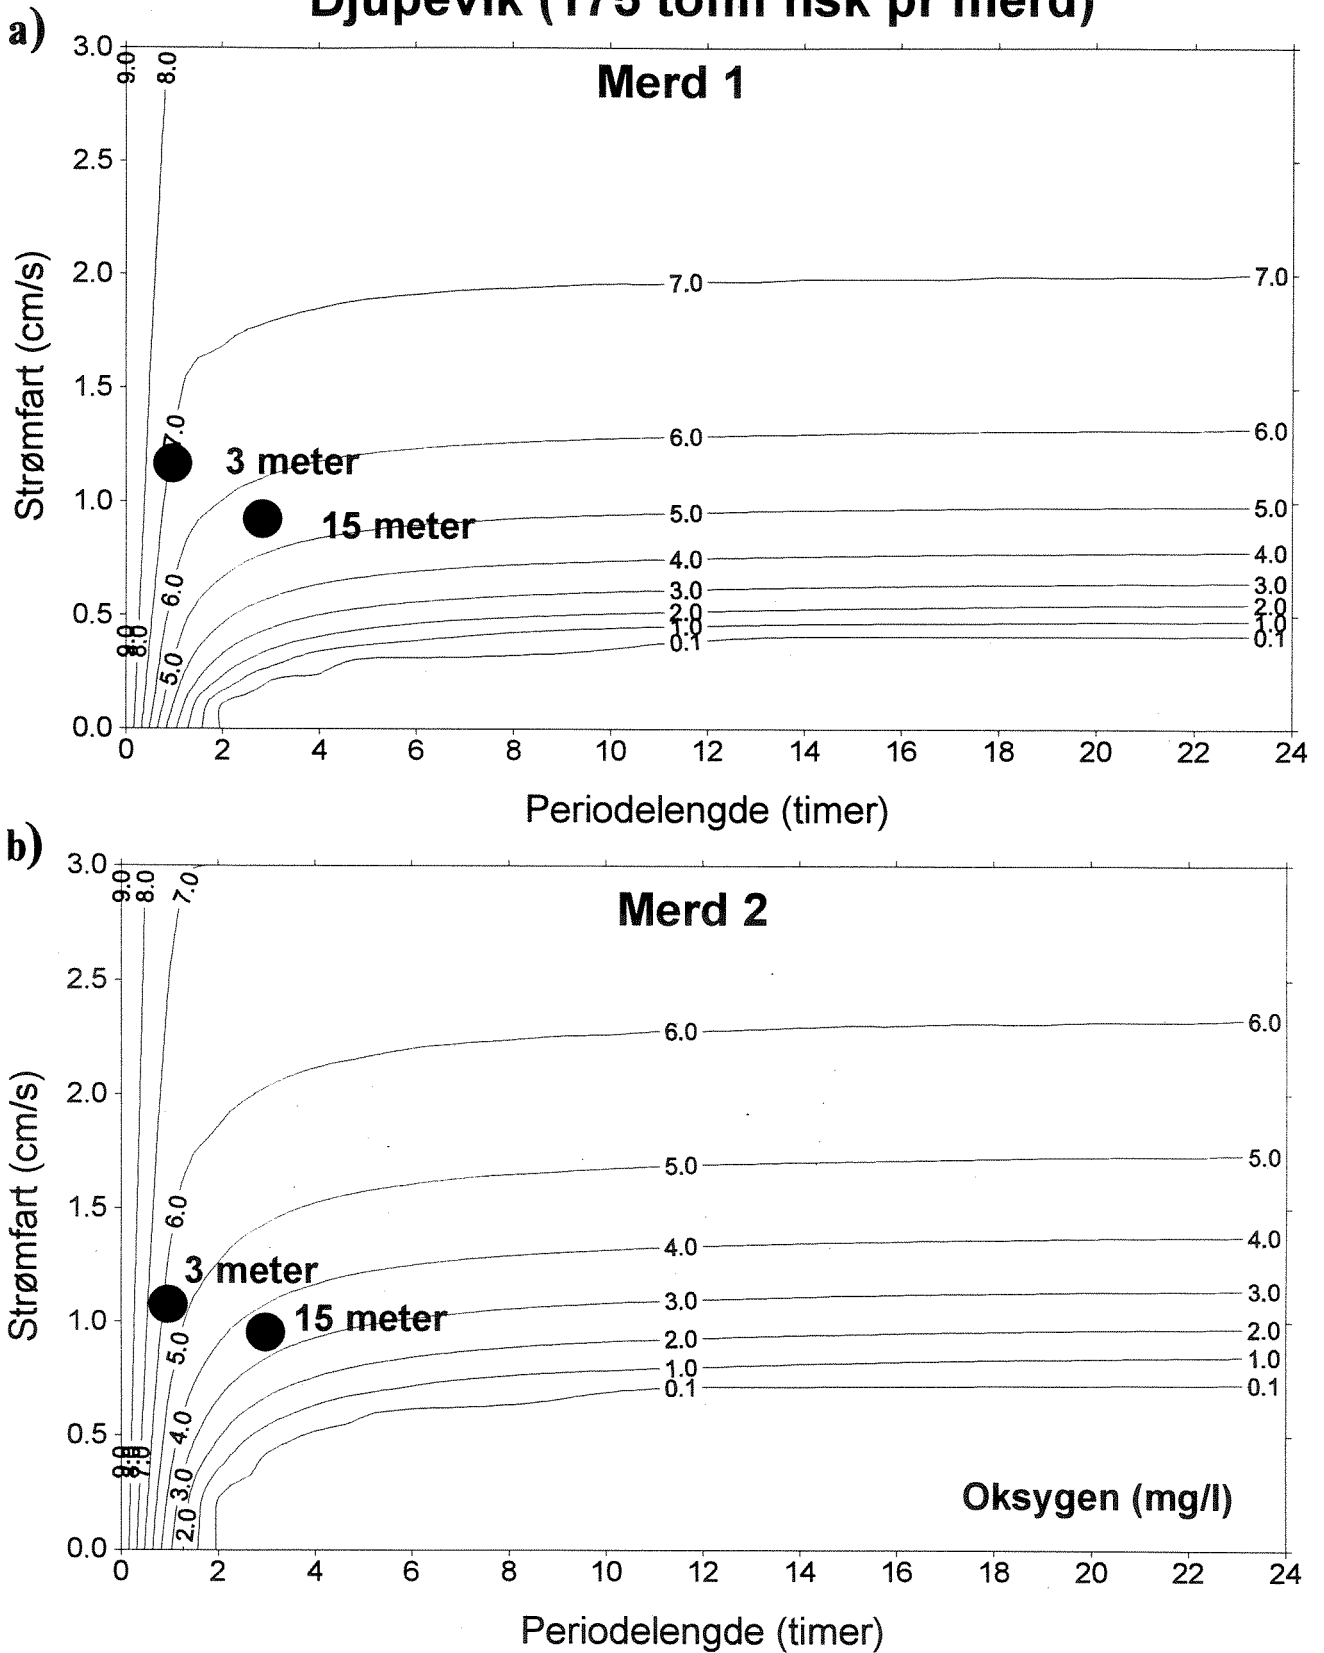 Djupevik (175 tonn fisk pr merd)
a)
Merd 1
3.0
2.5
2.0
1.5
1.0
0.5
0.0
Strømfart (cm/s)
9.0 8.0
7.0 7.0
7.0
6.0 6.0
3 meter
15 meter
5.0 5.0
4.0 4.0
6.0
3.0 3.0
2.0 2.0
1.0 1.0
0.1 0.1
9.0 8.0
5.0
0 2 4 6 8 10 12 14 16 18 20 22 24
Periodelengde (timer)
b)
Merd 2
3.0
2.5
2.0
1.5
1.0
0.5
0.0
Strømfart (cm/s)
9.0 8.0 7.0
6.0 6.0
5.0 5.0
6.0
4.0 4.0
3 meter
15 meter
3.0 3.0
2.0 2.0
5.0
1.0 1.0
0.1 0.1
4.0
9.0 7.0
3.0
2.0
Oksygen (mg/l)
0 2 4 6 8 10 12 14 16 18 20 22 24
Periodelengde (timer)